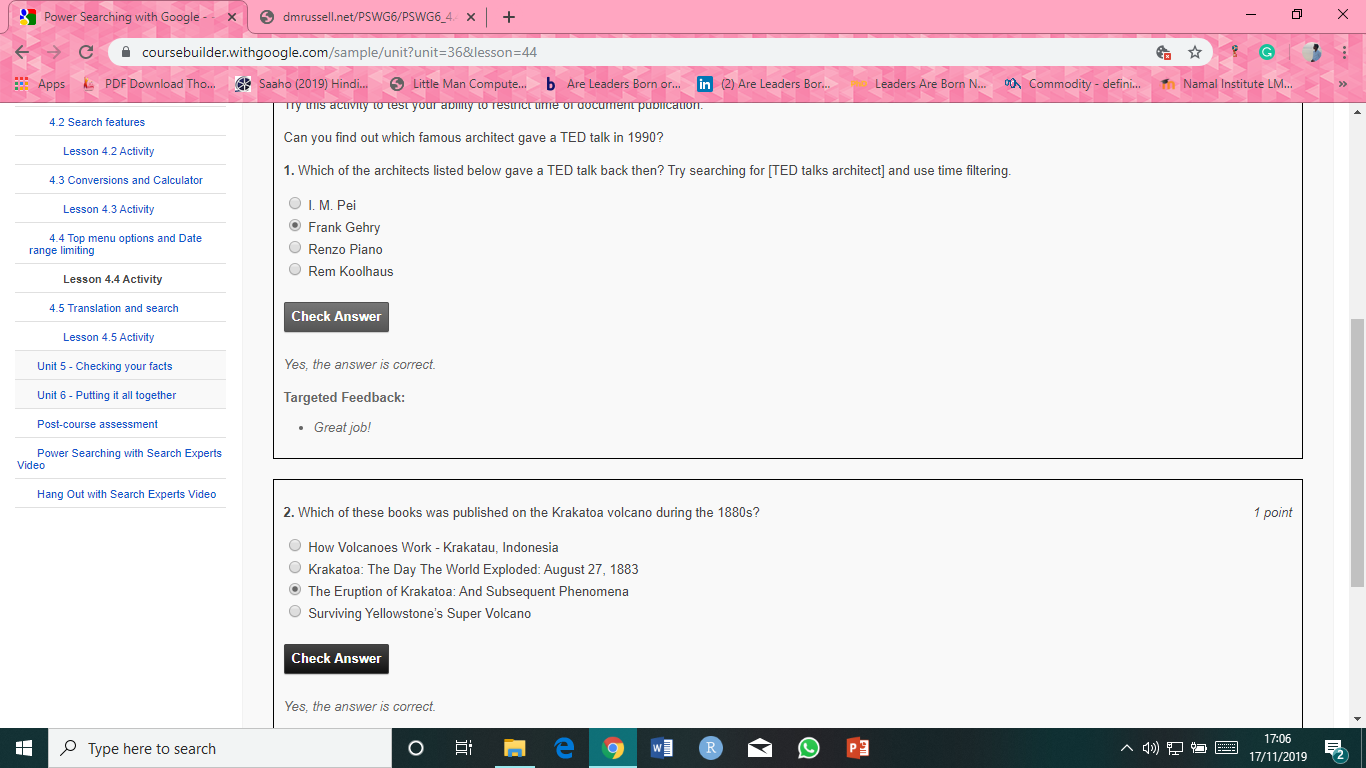 Power Searching with Google -
dmrussell.net/PSWG6/PSWG6_4.
coursebuilder.withgoogle.com/sample/unit?unit=36&lesson=44
Apps
PDF Download Tho...
Saaho (2019) Hindi...
Little Man Compute...
Are Leaders Born or...
(2) Are Leaders Bor...
Leaders Are Born N...
Commodity - defini...
Namal Institute LM...
»
4.2 Search features
Lesson 4.2 Activity
4.3 Conversions and Calculator
Lesson 4.3 Activity
4.4 Top menu options and Date
range limiting
Lesson 4.4 Activity
4.5 Translation and search
Lesson 4.5 Activity
Unit 5 - Checking your facts
Unit 6 - Putting it all together
Post-course assessment
Power Searching with Search Experts
Video
Hang Out with Search Experts Video
Try this activity to test your ability to restrict time of document publication.
Can you find out which famous architect gave a TED talk in 1990?
1. Which of the architects listed below gave a TED talk back then? Try searching for [TED talks architect] and use time filtering.
I. M. Pei
Frank Gehry
Renzo Piano
Rem Koolhaus
Check Answer
Yes, the answer is correct.
Targeted Feedback:
• Great job!
2. Which of these books was published on the Krakatoa volcano during the 1880s?
1 point
How Volcanoes Work - Krakatau, Indonesia
Krakatoa: The Day The World Exploded: August 27, 1883
The Eruption of Krakatoa: And Subsequent Phenomena
Surviving Yellowstone's Super Volcano
Check Answer
Yes, the answer is correct.
Type here to search
17:06
17/11/2019
2